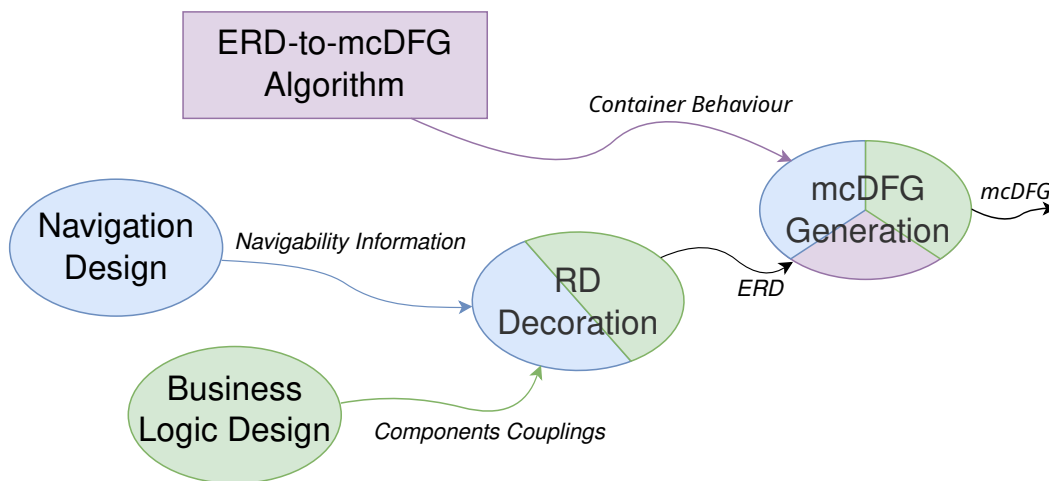 ERD-to-mcDFG
Algorithm
Container Behaviour
mcDFG
Generation
mcDFG
Navigation
Design
Navigability Information
RD
Decoration
ERD
Business
Logic Design
Components Couplings